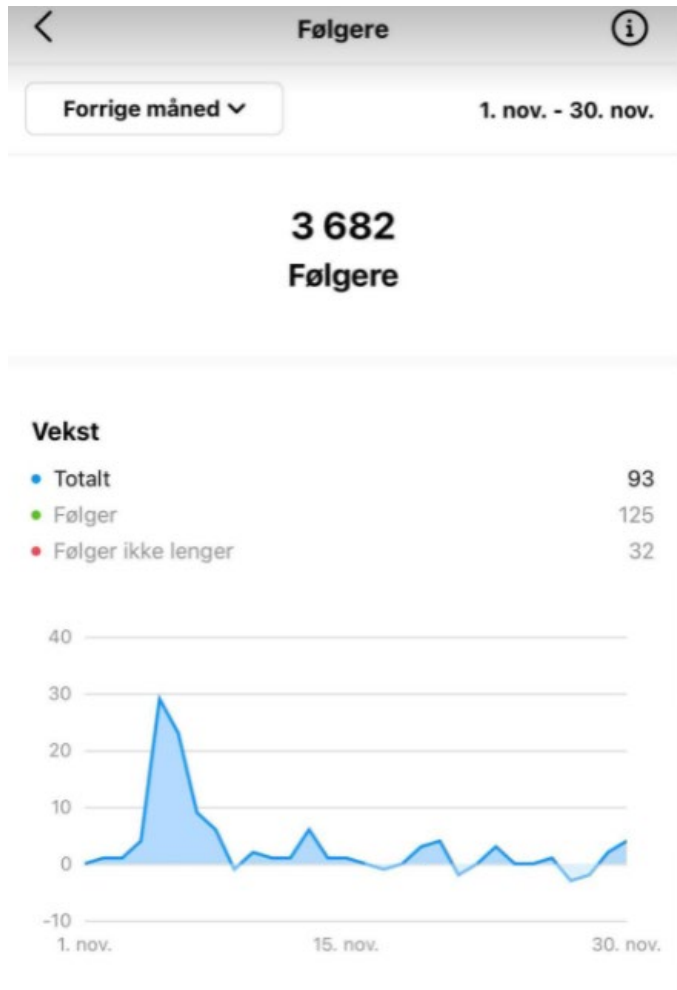 Følgere
Forrige måned
1. nov. - 30. nov.
3 682
Følgere
Vekst
Totalt 93
Følger 125
Følger ikke lenger 32
40
30
20
10
0
-10
1. nov. 15. nov. 30. nov.